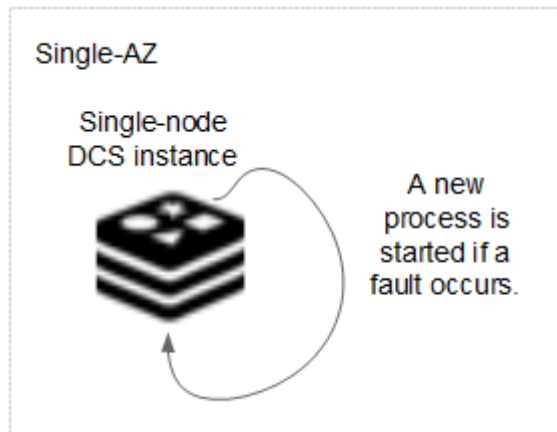 Single-AZ
Single-node
DCS instance
A new
process is
started if a
fault occurs.